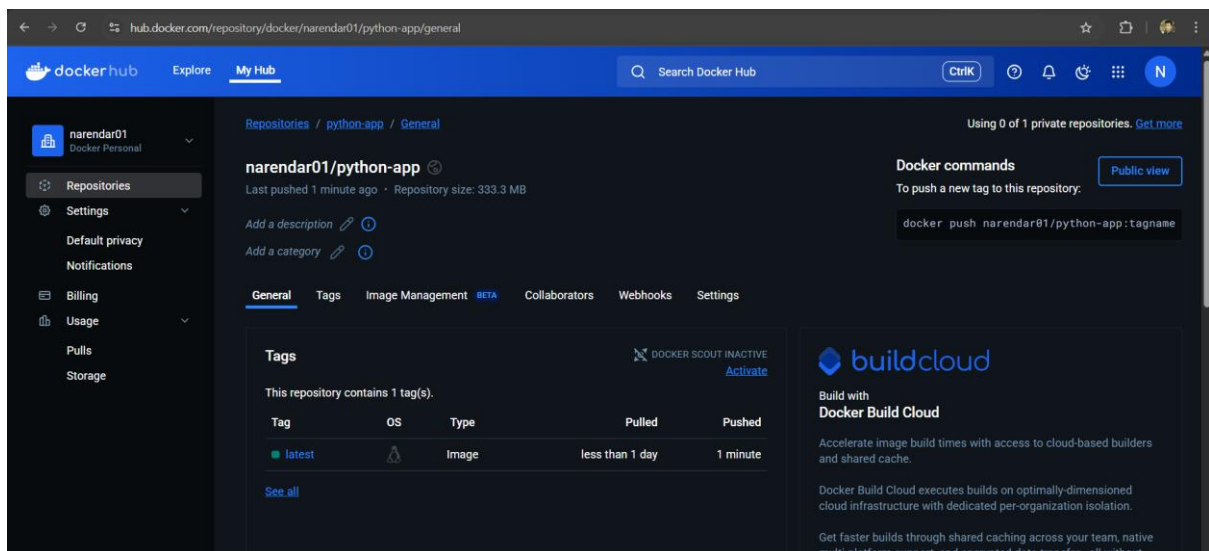 hub.docker.com/repository/docker/narendar01/python-app/general
dockerhub Explore My Hub Search Docker Hub CtrlK N
narendar01
Docker Personal
Repositories
Settings
Default privacy
Notifications
Billing
Usage
Pulls
Storage
Repositories / python-app / General
Using 0 of 1 private repositories. Get more
narendar01/python-app
Last pushed 1 minute ago · Repository size: 333.3 MB
Add a description
Add a category
Docker commands
Public view
To push a new tag to this repository:
docker push narendar01/python-app:tagname
General Tags Image Management BETA Collaborators Webhooks Settings
Tags
DOCKER SCOUT INACTIVE
Activate
This repository contains 1 tag(s).
Tag OS Type Pulled Pushed
latest Image less than 1 day 1 minute
See all
buildcloud
Build with
Docker Build Cloud
Accelerate image build times with access to cloud-based builders
and shared cache.
Docker Build Cloud executes builds on optimally-dimensioned
cloud infrastructure with dedicated per-organization isolation.
Get faster builds through shared caching across your team, native